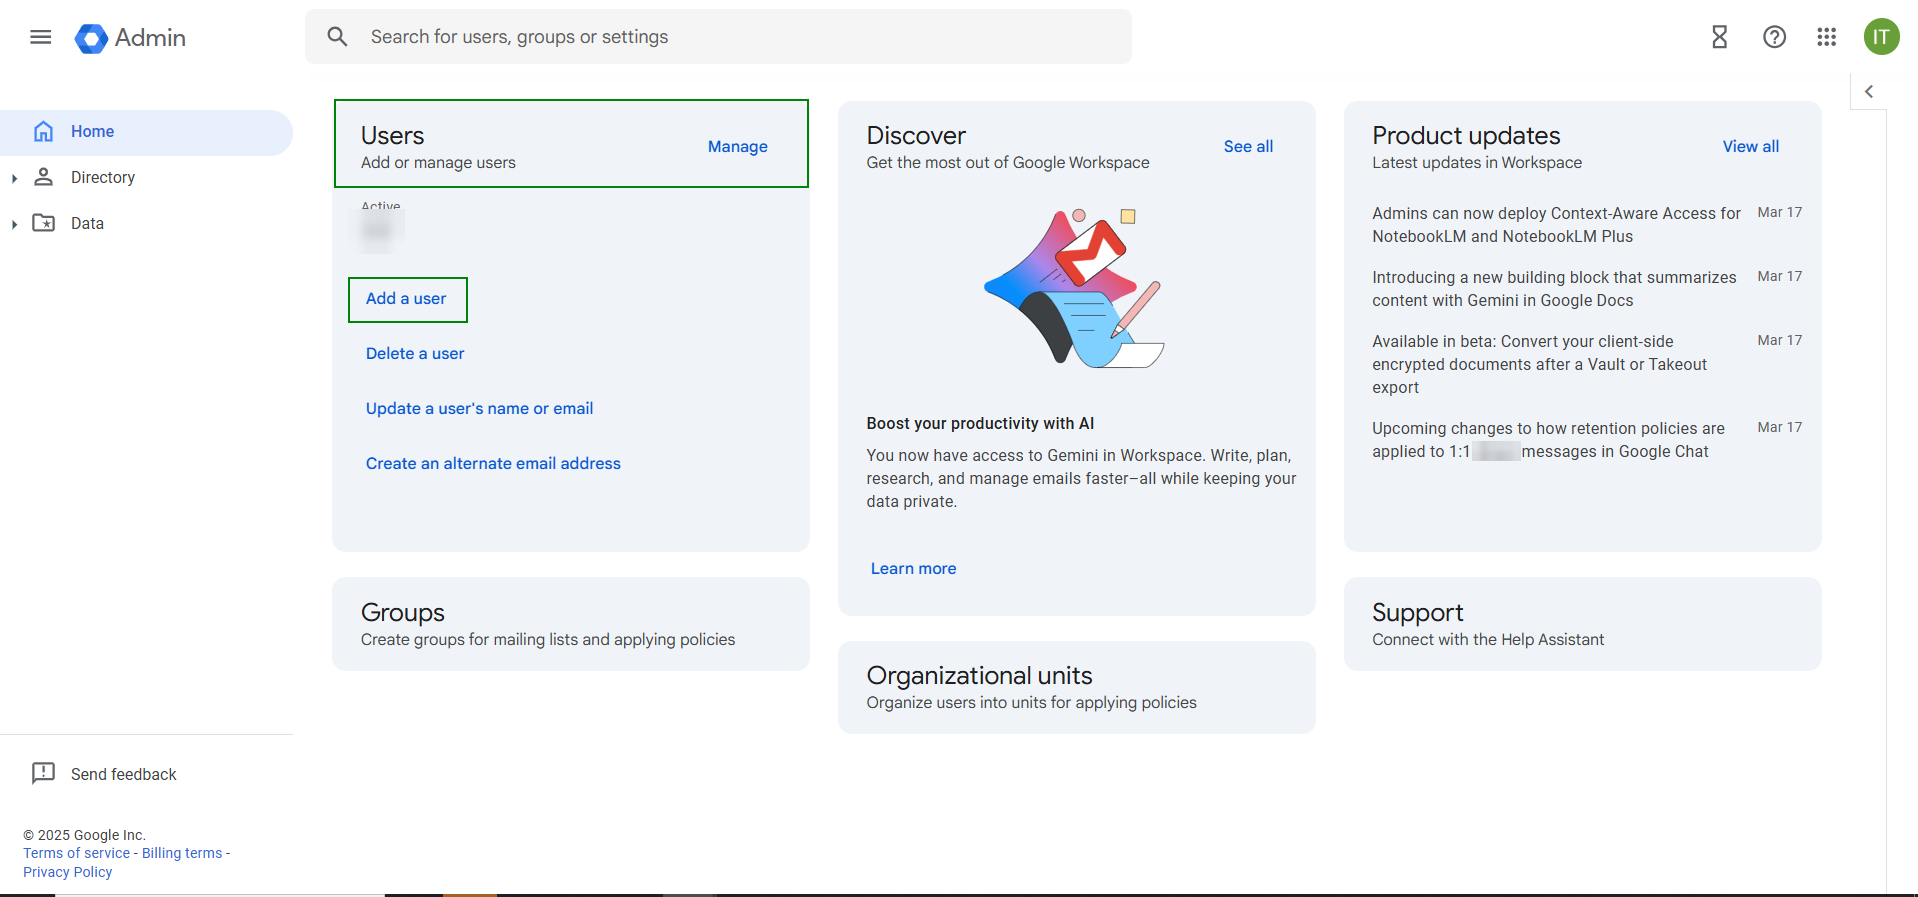 Admin
Search for users, groups or settings
IT
Home
Directory
Data
Users
Add or manage users
Manage
Active
Add a user
Delete a user
Update a user's name or email
Create an alternate email address
Groups
Create groups for mailing lists and applying policies
Discover
Get the most out of Google Workspace
See all
Boost your productivity with AI
You now have access to Gemini in Workspace. Write, plan,
research, and manage emails faster–all while keeping your
data private.
Learn more
Organizational units
Organize users into units for applying policies
Product updates
Latest updates in Workspace
View all
Admins can now deploy Context-Aware Access for
NotebookLM and NotebookLM Plus
Mar 17
Introducing a new building block that summarizes
content with Gemini in Google Docs
Mar 17
Available in beta: Convert your client-side
encrypted documents after a Vault or Takeout
export
Mar 17
Upcoming changes to how retention policies are
applied to 1:1 messages in Google Chat
Mar 17
Support
Connect with the Help Assistant
Send feedback
© 2025 Google Inc.
Terms of service - Billing terms -
Privacy Policy